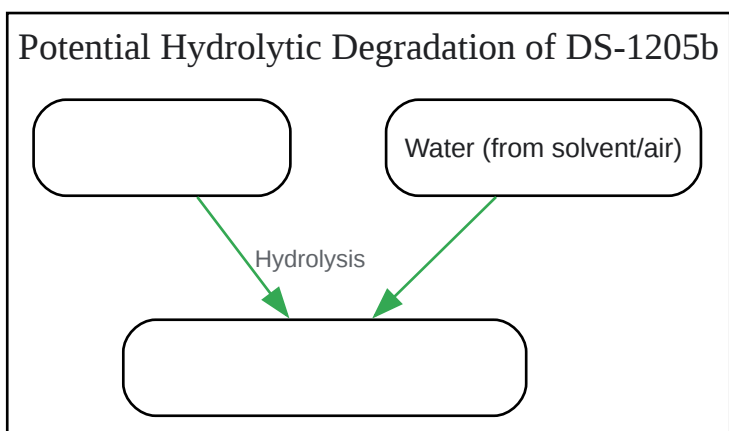 Potential Hydrolytic Degradation of DS-1205b
Water (from solvent/air)
Hydrolysis